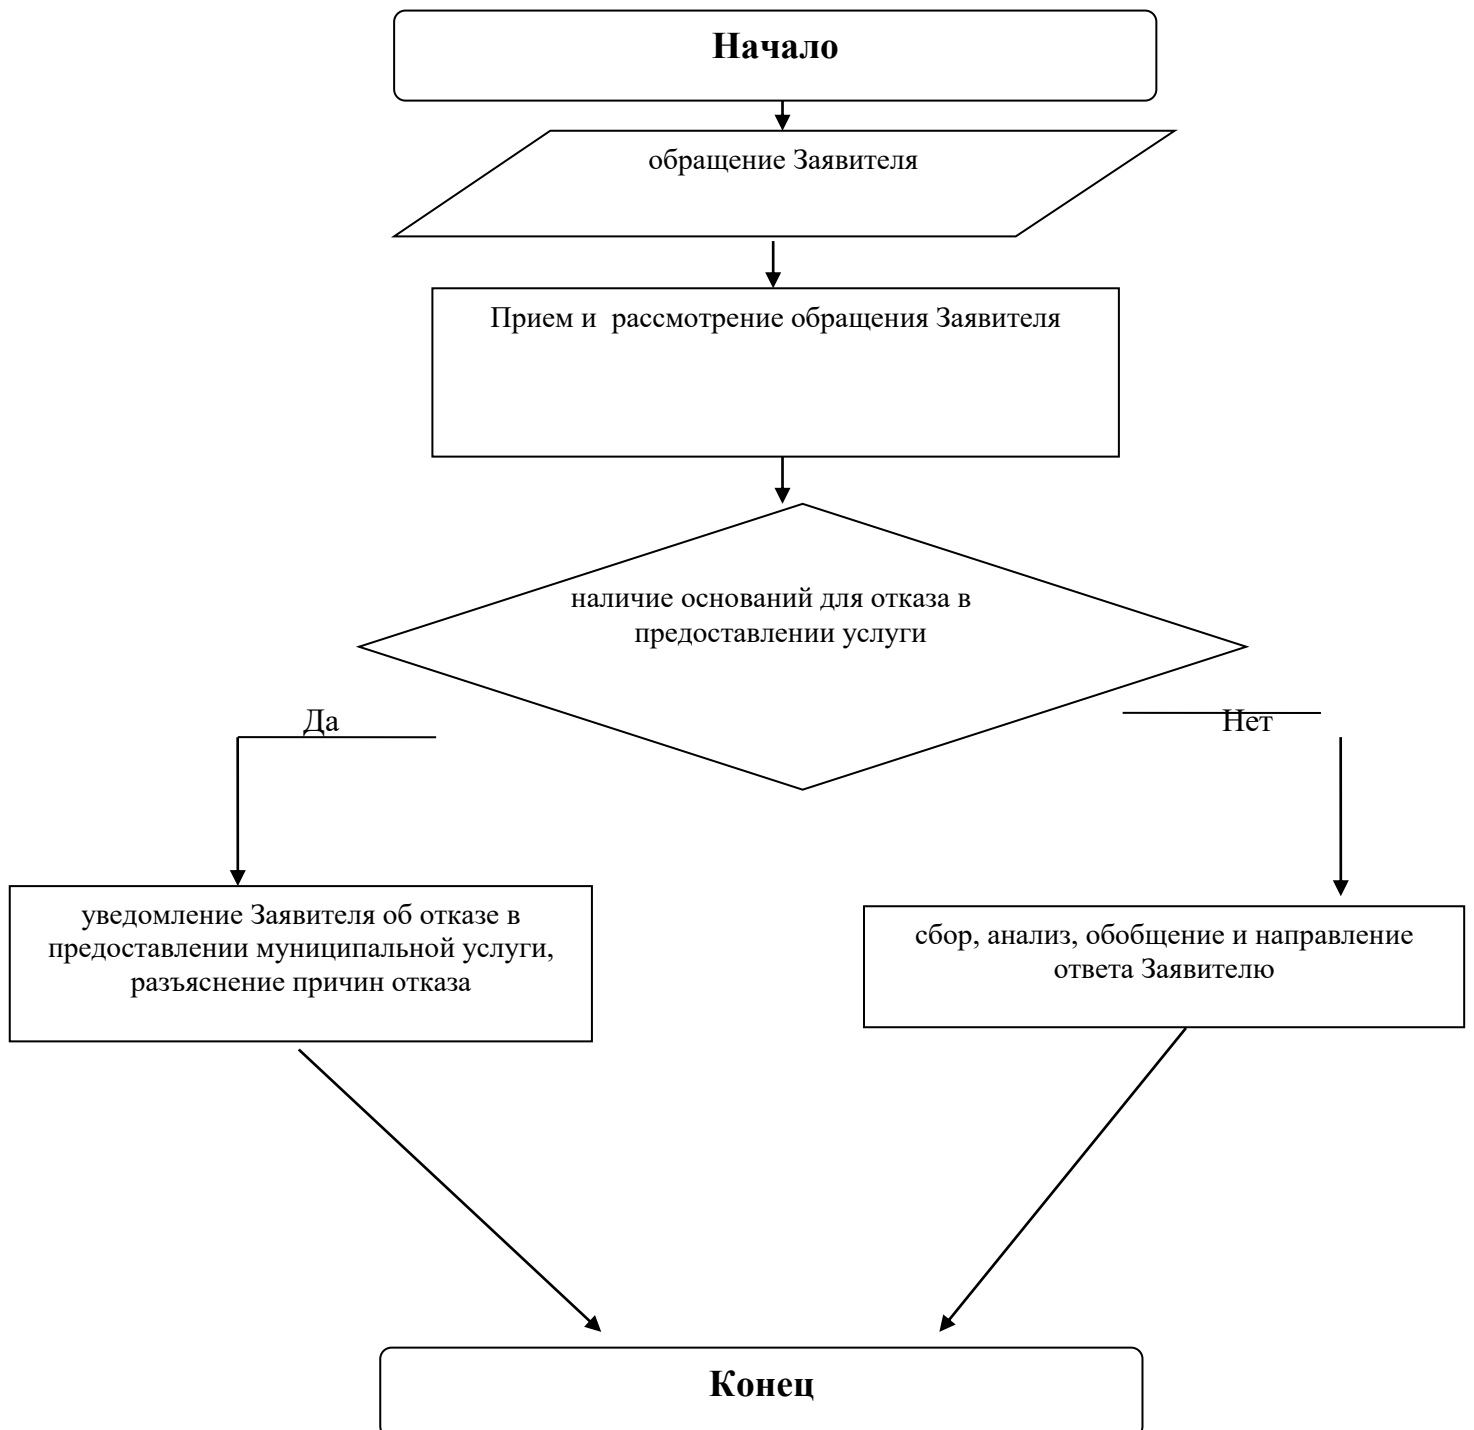 Начало
обращение Заявителя
Прием и  рассмотрение обращения Заявителя
наличие оснований для отказа в
предоставлении услуги
Да
Нет
уведомление Заявителя об отказе в
предоставлении муниципальной услуги,
разъяснение причин отказа
сбор, анализ, обобщение и направление
ответа Заявителю
Конец